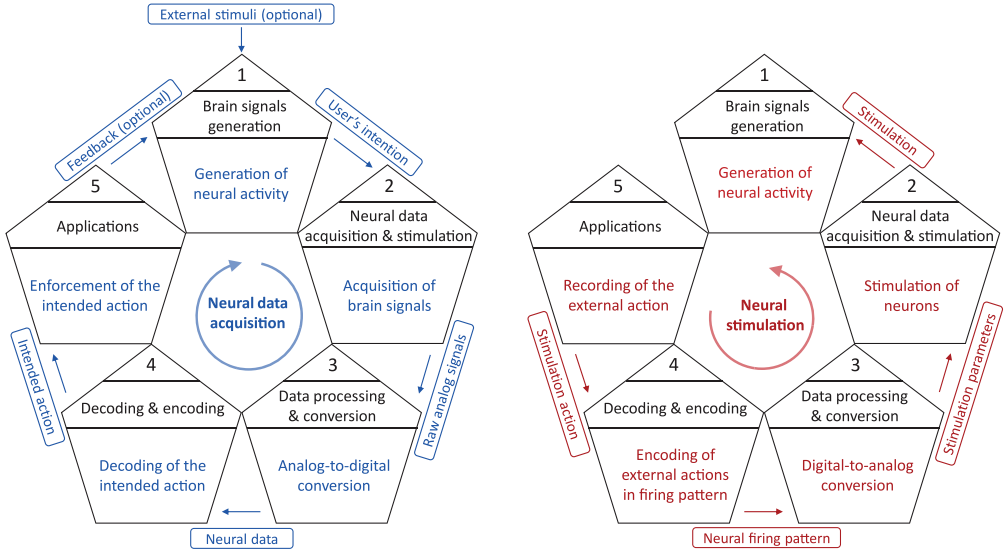 External stimuli (optional)
1
Brain signals
generation
Generation of
neural activity
User's intention
2
Neural data
acquisition & stimulation
Acquisition of
brain signals
Raw analog signals
3
Data processing
& conversion
Analog-to-digital
conversion
Neural data
4
Decoding & encoding
Decoding of the
intended action
Intended action
5
Applications
Enforcement of the
intended action
Feedback (optional)
Neural data
acquisition
1
Brain signals
generation
Generation of
neural activity
Stimulation
2
Neural data
acquisition & stimulation
Stimulation of
neurons
Stimulation parameters
3
Data processing
& conversion
Digital-to-analog
conversion
Neural firing pattern
4
Decoding & encoding
Encoding of
external actions
in firing pattern
Stimulation action
5
Applications
Recording of the
external action
Neural
stimulation